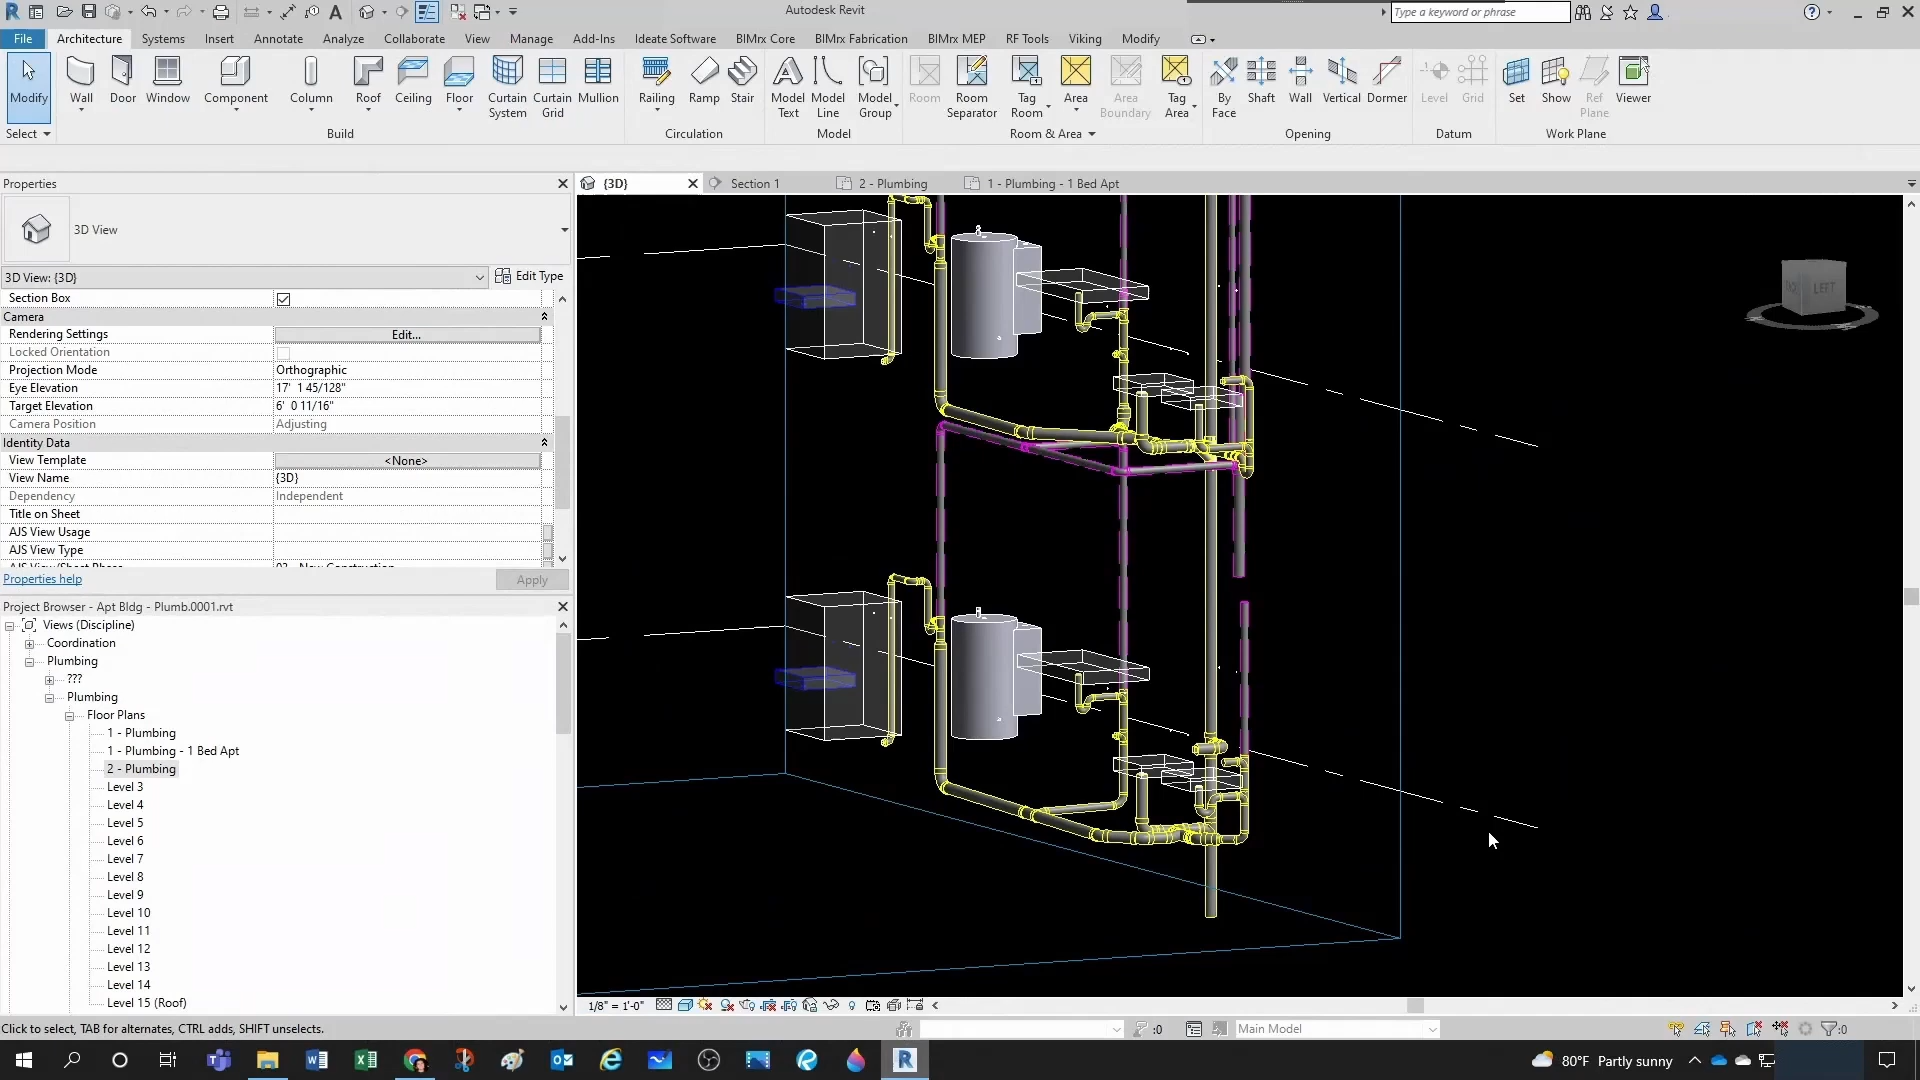 Autodesk Revit
Type a keyword or phrase
File Architecture Systems Insert Annotate Analyze Collaborate View Manage Add-Ins Ideate Software BIMrx Core BIMrx Fabrication BIMrx MEP RF Tools Viking Modify
Modify Wall Door Window Component Column Roof Ceiling Floor Curtain System Curtain Grid Mullion Railing Ramp Stair Model Text Model Line Model Group Room Room Separator Tag Room Area Area Boundary Tag Area By Face Shaft Wall Vertical Dormer Level Grid Set Show Ref Plane Viewer
Select Build Circulation Model Room & Area Opening Datum Work Plane
Properties
{3D} Section 1 2 - Plumbing 1 - Plumbing - 1 Bed Apt
3D View
3D View: {3D} Edit Type
Section Box
Camera
Rendering Settings Edit...
Locked Orientation
Projection Mode Orthographic
Eye Elevation 17' 1 45/128"
Target Elevation 6' 0 11/16"
Camera Position Adjusting
Identity Data
View Template <None>
View Name {3D}
Dependency Independent
Title on Sheet
AJS View Usage
AJS View Type
Properties help Apply
LEFT
Project Browser - Apt Bldg - Plumb.0001.rvt
Views (Discipline)
Coordination
Plumbing
???
Plumbing
Floor Plans
1 - Plumbing
1 - Plumbing - 1 Bed Apt
2 - Plumbing
Level 3
Level 4
Level 5
Level 6
Level 7
Level 8
Level 9
Level 10
Level 11
Level 12
Level 13
Level 14
Level 15 (Roof)
1/8" = 1'-0"
Click to select, TAB for alternates, CTRL adds, SHIFT unselects.
:0 Main Model :0
80°F Partly sunny